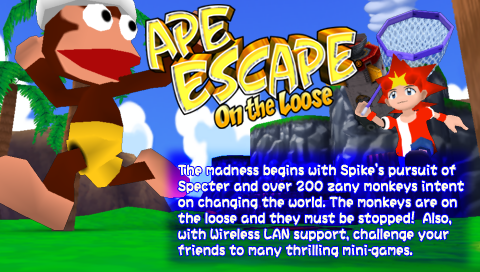 APE
ESCAPE
On the Loose
The madness begins with Spike's pursuit of
Specter and over 200 zany monkeys intent
on changing the world. The monkeys are on
the loose and they must be stopped!  Also,
with Wireless LAN support, challenge your
friends to many thrilling mini-games.